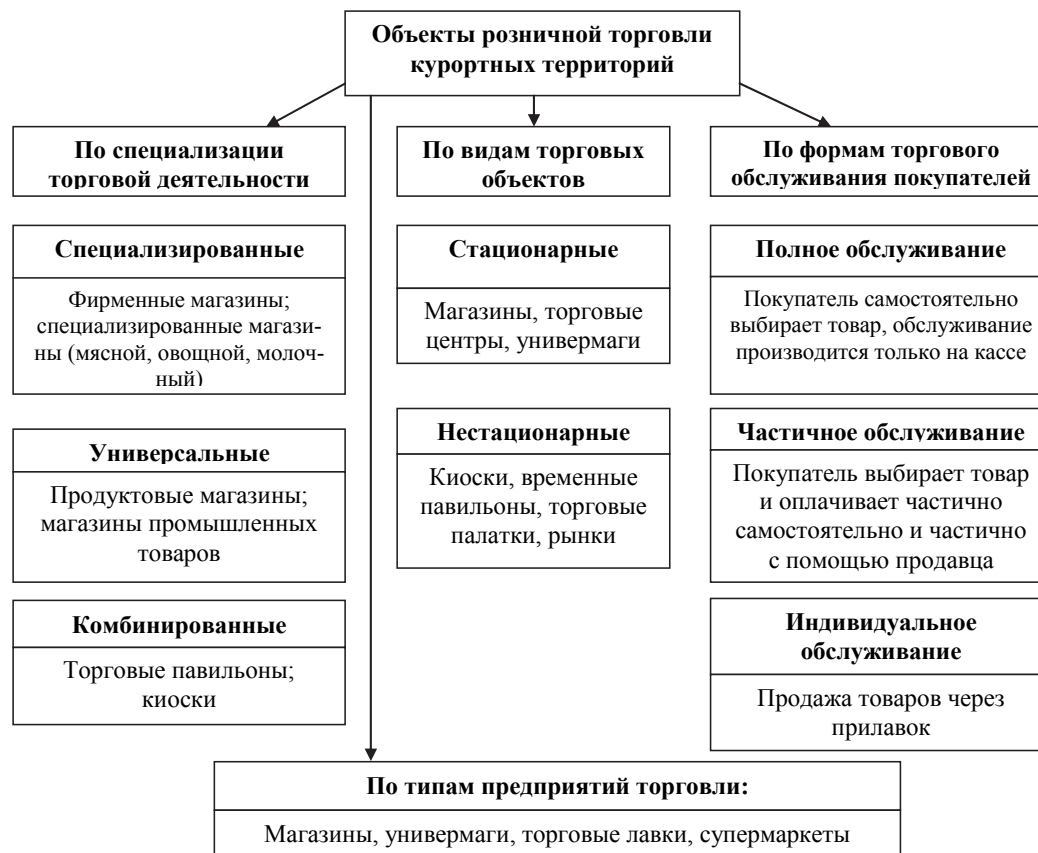 Объекты розничной торговли
курортных территорий
По специализации
торговой деятельности
По видам торговых
объектов
По формам торгового
обслуживания покупателей
Специализированные
Фирменные магазины;
специализированные магази-
ны (мясной, овощной, молоч-
ный)
Стационарные
Магазины, торговые
центры, универмаги
Полное обслуживание
Покупатель самостоятельно
выбирает товар, обслуживание
производится только на кассе
Универсальные
Продуктовые магазины;
магазины промышленных
товаров
Нестационарные
Киоски, временные
павильоны, торговые
палатки, рынки
Частичное обслуживание
Покупатель выбирает товар
и оплачивает частично
самостоятельно и частично
с помощью продавца
Комбинированные
Торговые павильоны;
киоски
Индивидуальное
обслуживание
Продажа товаров через
прилавок
По типам предприятий торговли:
Магазины, универмаги, торговые лавки, супермаркеты